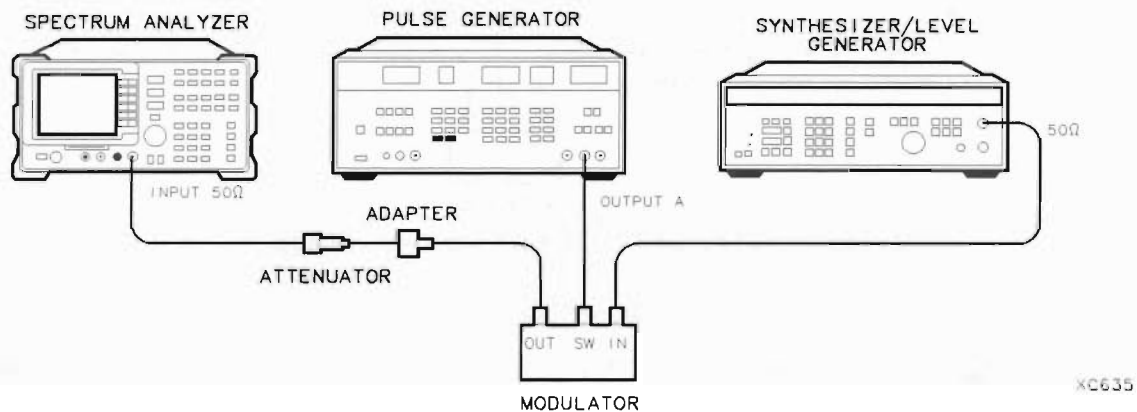 SPECTRUM ANALYZER
PULSE GENERATOR
SYNTHESIZER/LEVEL
GENERATOR
50Ω
INPUT 50Ω
OUTPUT A
ADAPTER
ATTENUATOR
OUT SW IN
MODULATOR
XC635